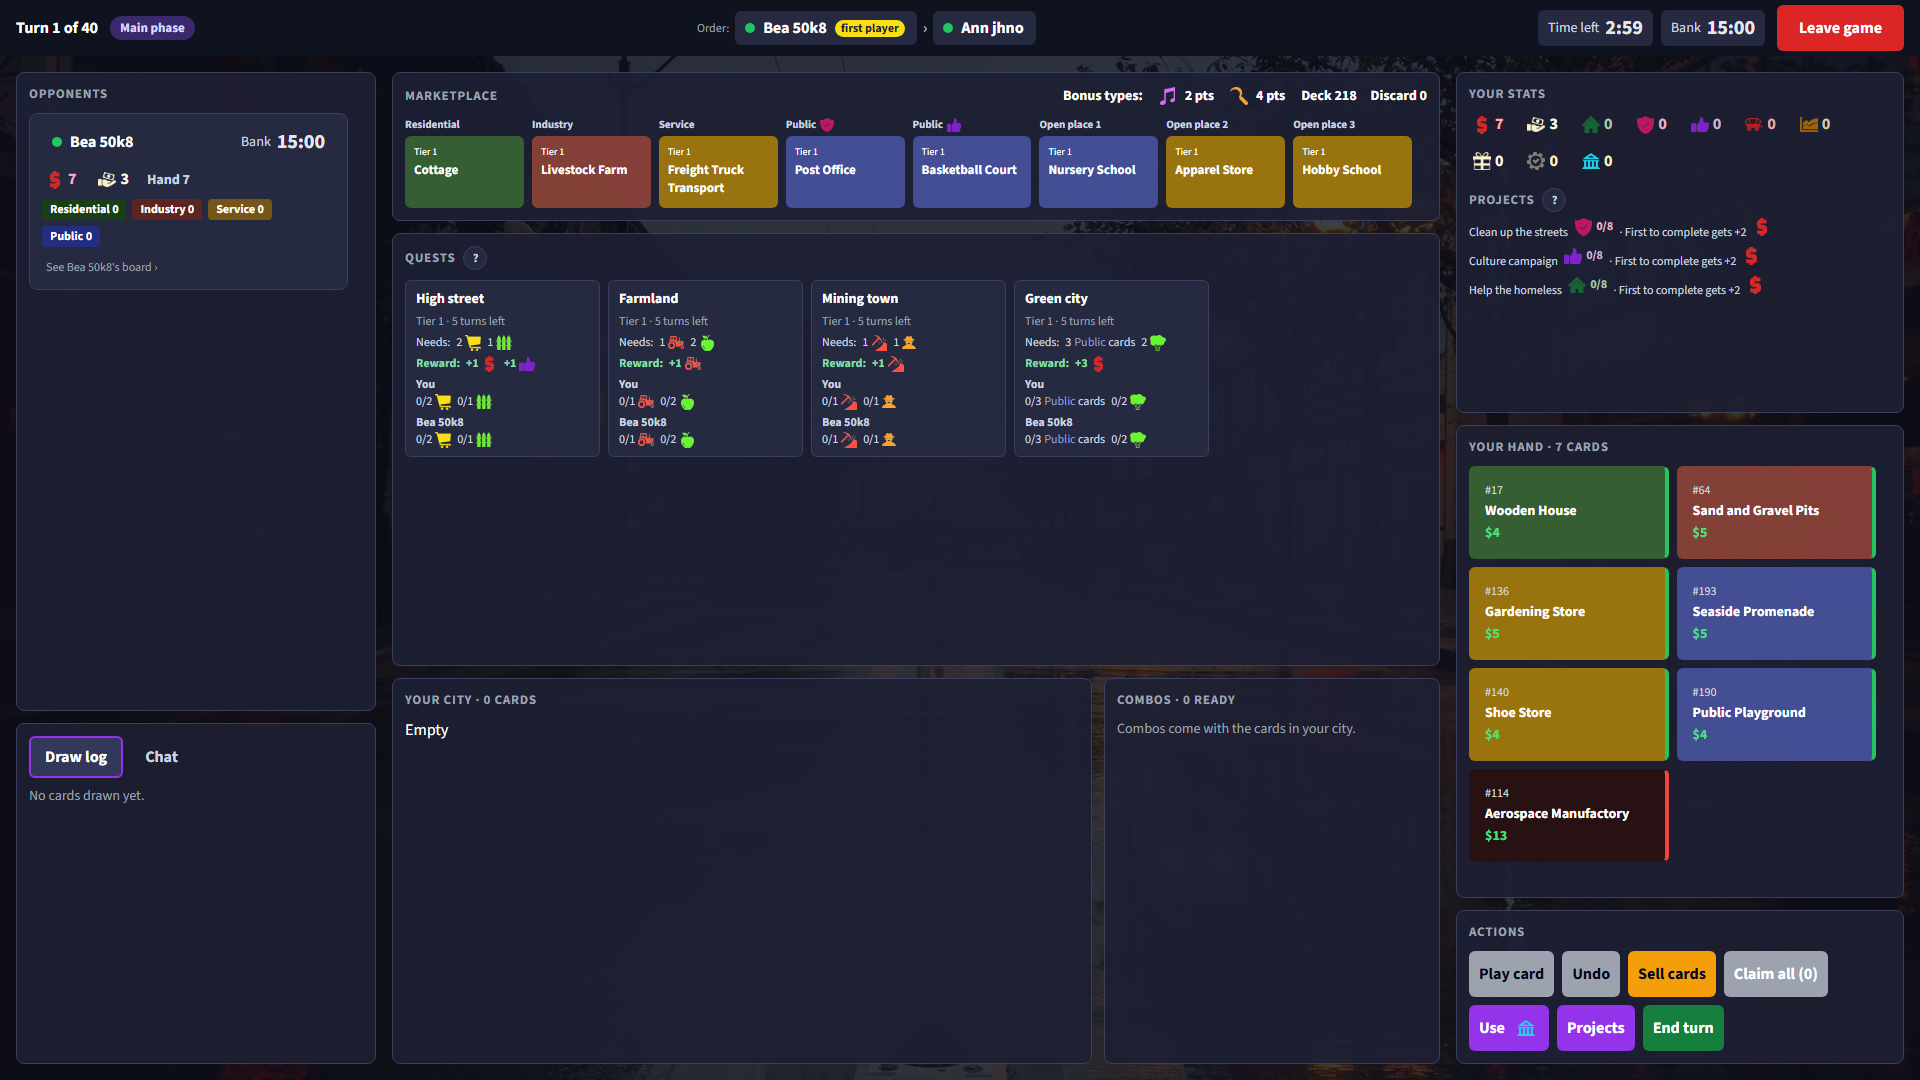 Turn 1 of 40 Main phase
Order: Bea 50k8 first player › Ann jhno
Time left 2:59 Bank 15:00 Leave game
OPPONENTS
Bea 50k8 Bank 15:00
7 3 Hand 7
Residential 0 Industry 0 Service 0
Public 0
See Bea 50k8's board ›
Draw log Chat
No cards drawn yet.
MARKETPLACE
Bonus types: 2 pts 4 pts Deck 218 Discard 0
Residential
Tier 1
Cottage
Industry
Tier 1
Livestock Farm
Service
Tier 1
Freight Truck
Transport
Public
Tier 1
Post Office
Public
Tier 1
Basketball Court
Open place 1
Tier 1
Nursery School
Open place 2
Tier 1
Apparel Store
Open place 3
Tier 1
Hobby School
QUESTS ?
High street
Tier 1 · 5 turns left
Needs: 2 1
Reward: +1 +1
You
0/2 0/1
Bea 50k8
0/2 0/1
Farmland
Tier 1 · 5 turns left
Needs: 1 2
Reward: +1
You
0/1 0/2
Bea 50k8
0/1 0/2
Mining town
Tier 1 · 5 turns left
Needs: 1 1
Reward: +1
You
0/1 0/1
Bea 50k8
0/1 0/1
Green city
Tier 1 · 5 turns left
Needs: 3 Public cards 2
Reward: +3
You
0/3 Public cards 0/2
Bea 50k8
0/3 Public cards 0/2
YOUR CITY · 0 CARDS
Empty
COMBOS · 0 READY
Combos come with the cards in your city.
YOUR STATS
7 3 0 0 0 0 0
0 0 0
PROJECTS ?
Clean up the streets 0/8 · First to complete gets +2
Culture campaign 0/8 · First to complete gets +2
Help the homeless 0/8 · First to complete gets +2
YOUR HAND · 7 CARDS
#17
Wooden House
$4
#64
Sand and Gravel Pits
$5
#136
Gardening Store
$5
#193
Seaside Promenade
$5
#140
Shoe Store
$4
#190
Public Playground
$4
#114
Aerospace Manufactory
$13
ACTIONS
Play card Undo Sell cards Claim all (0)
Use Projects End turn